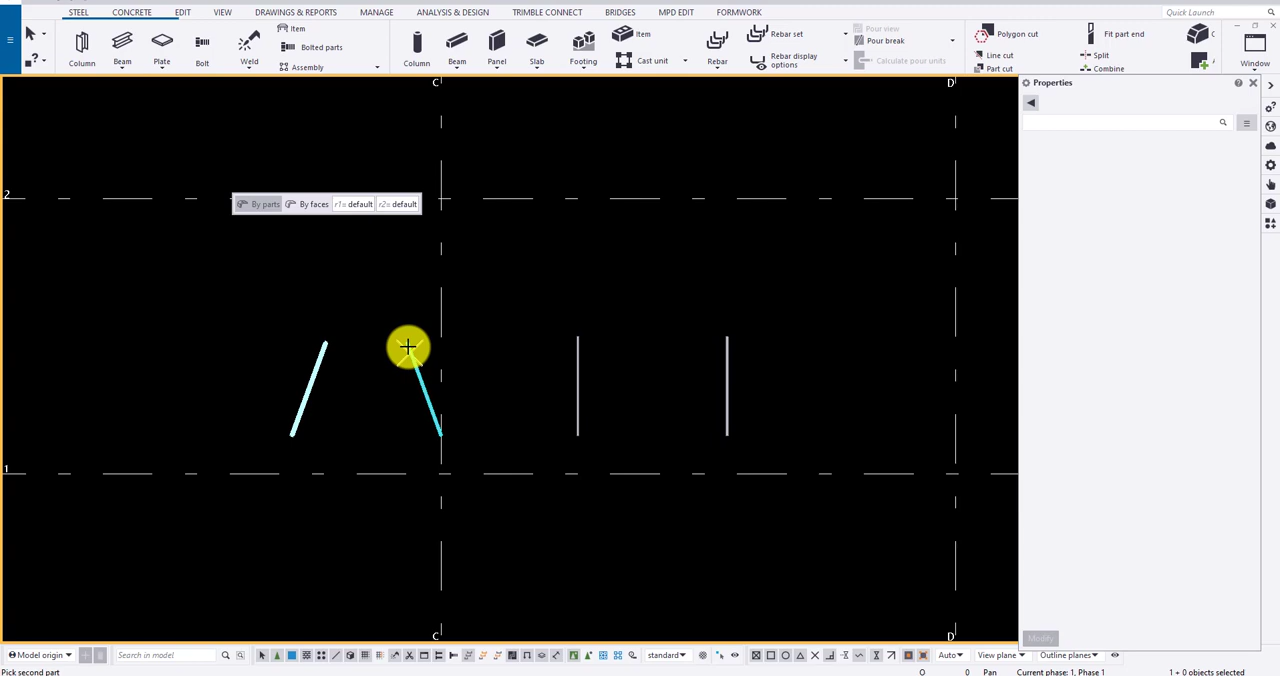 STEEL CONCRETE EDIT VIEW DRAWINGS & REPORTS MANAGE ANALYSIS & DESIGN TRIMBLE CONNECT BRIDGES MPD EDIT FORMWORK Quick Launch
Item
Bolted parts
Assembly
Column Beam Plate Bolt Weld
Column Beam Panel Slab Footing
Item
Cast unit
Rebar
Rebar set
Rebar display
options
Pour view
Pour break
Calculate pour units
Polygon cut
Line cut
Part cut
Fit part end
Split
Combine
Window
Properties
C D
2
By parts By faces r1= default r2= default
1
C D
Modify
Model origin Search in model standard Auto View plane Outline planes
Pick second part O 0 Pan Current phase: 1, Phase 1 1 + 0 objects selected